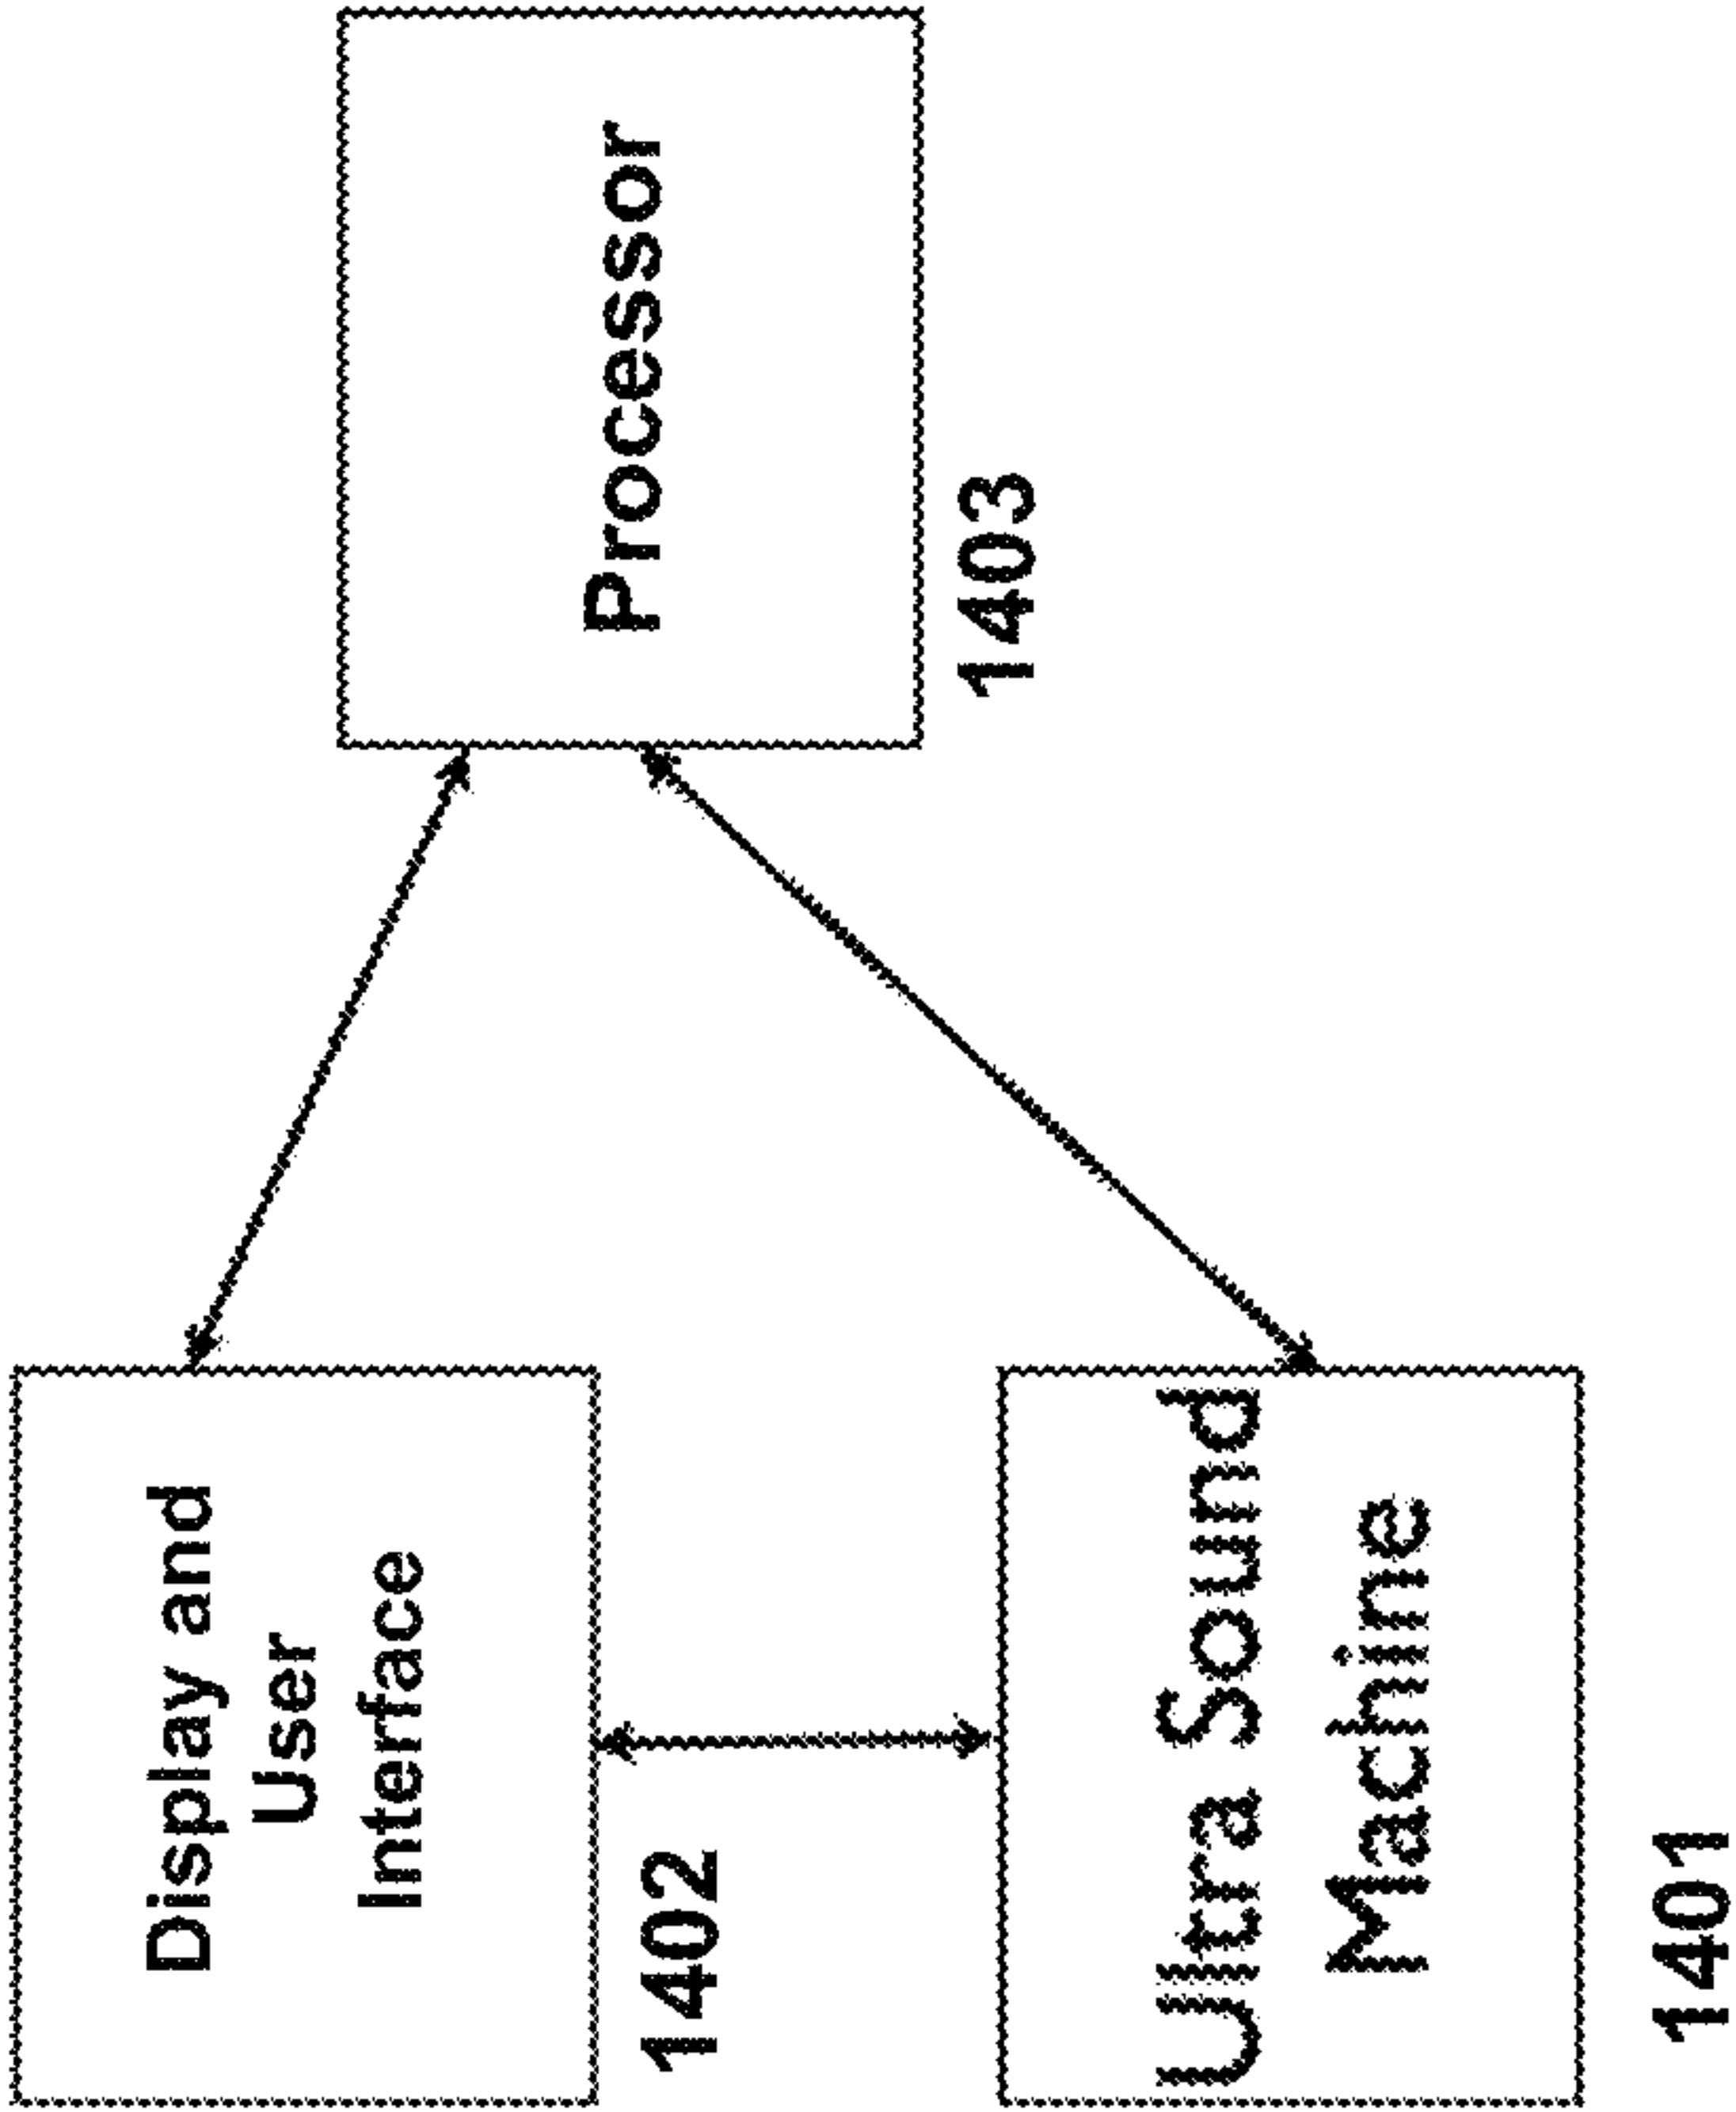 Display and
User
Interface
1402
Processor
1403
Ultra Sound
Machine
1401